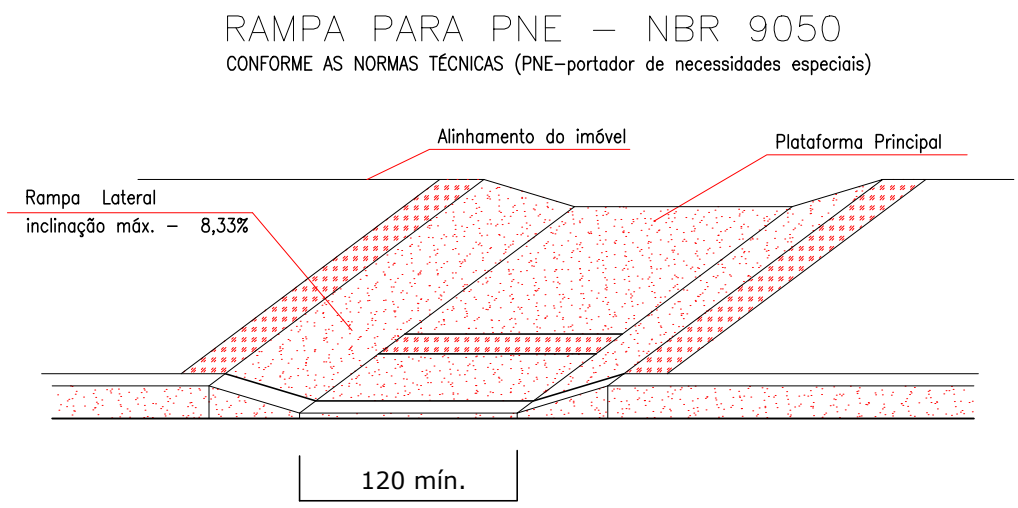 RAMPA PARA PNE – NBR 9050
CONFORME AS NORMAS TÉCNICAS (PNE–portador de necessidades especiais)
Alinhamento do imóvel
Plataforma Principal
Rampa Lateral
inclinação máx. – 8,33%
120 mín.